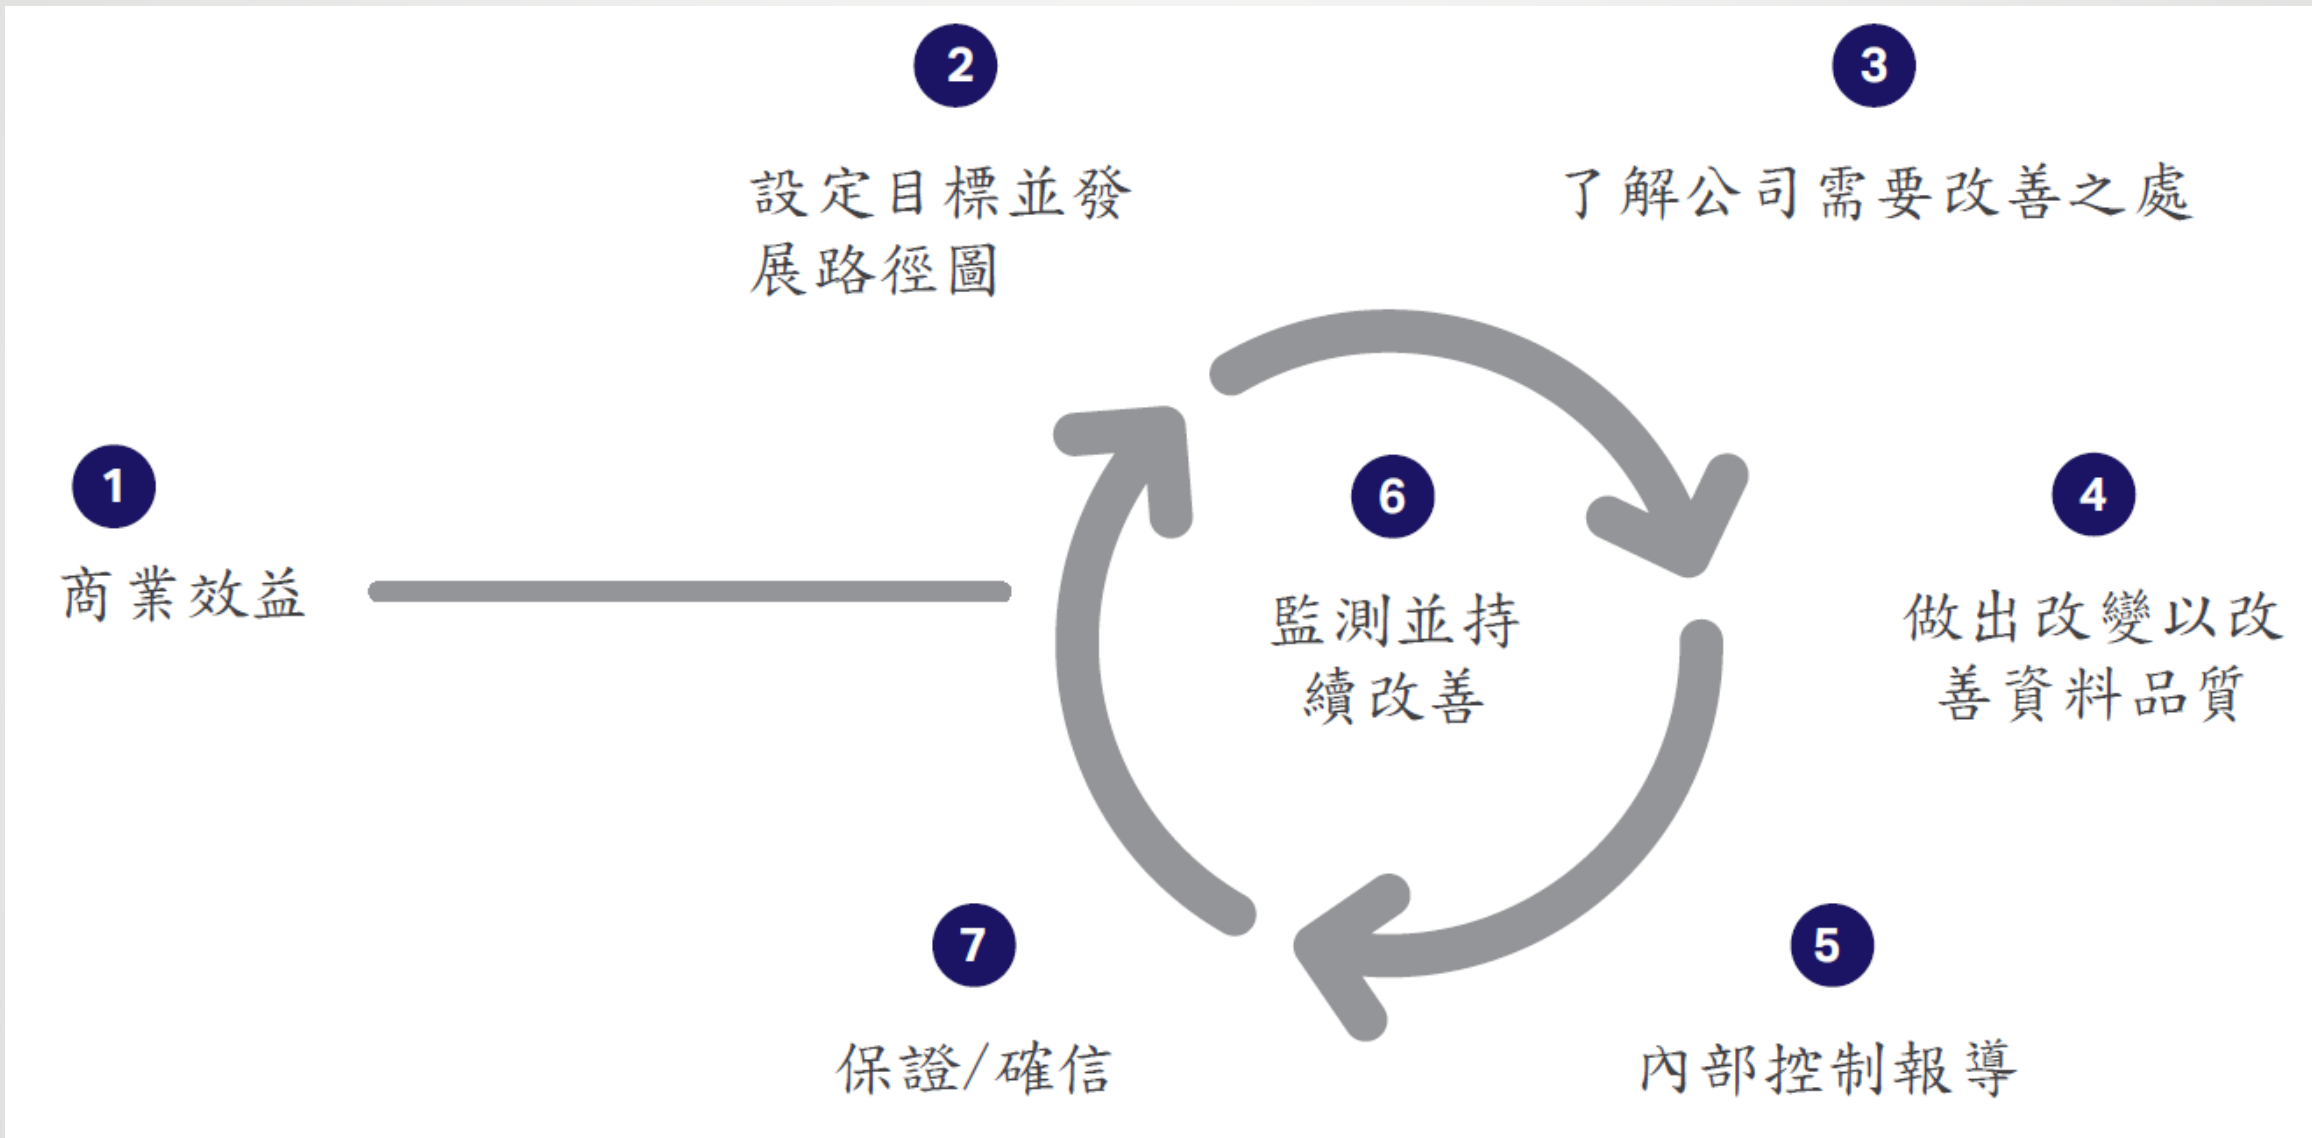 1
商業效益
2
設定目標並發
展路徑圖
3
了解公司需要改善之處
4
做出改變以改
善資料品質
5
內部控制報導
6
監測並持
續改善
7
保證/確信